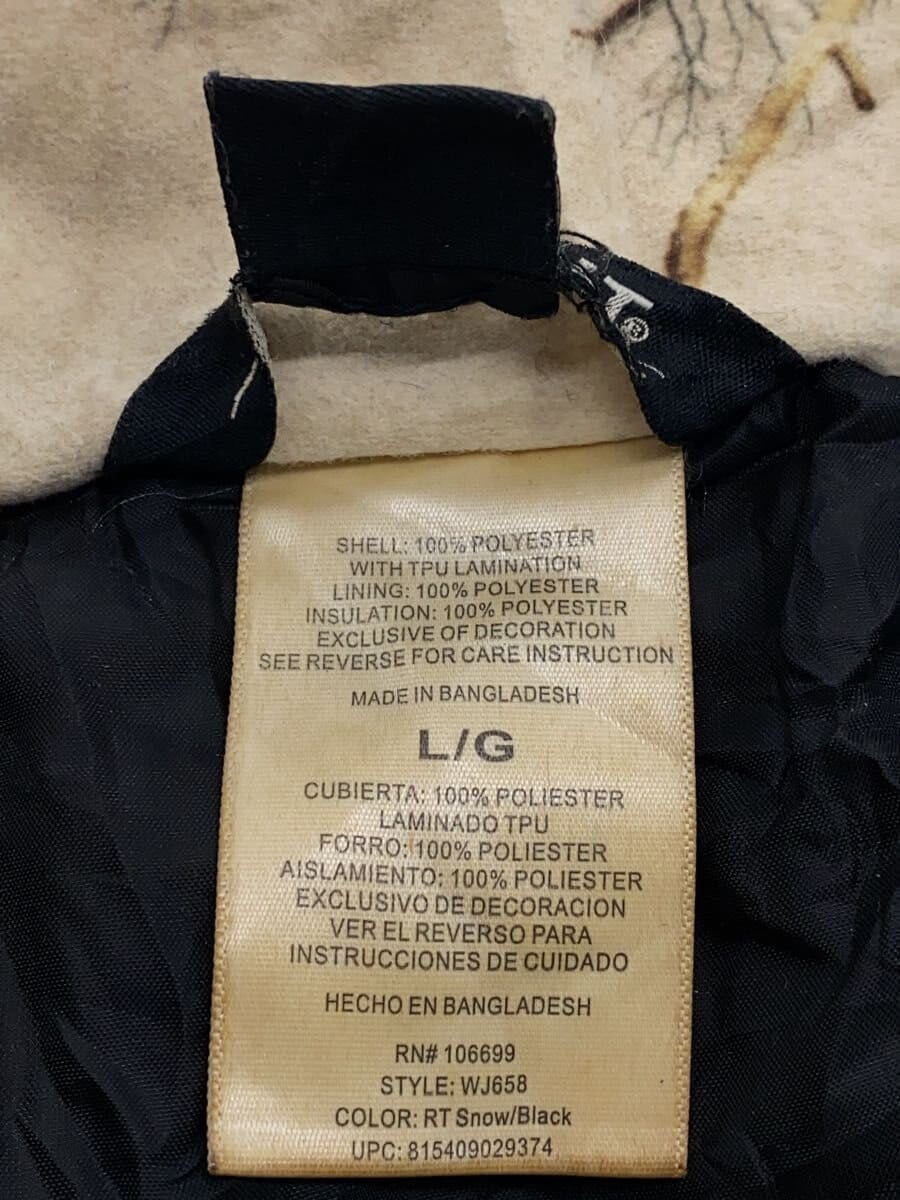 ®
SHELL: 100% POLYESTER
WITH TPU LAMINATION
LINING: 100% POLYESTER
INSULATION: 100% POLYESTER
EXCLUSIVE OF DECORATION
SEE REVERSE FOR CARE INSTRUCTION
MADE IN BANGLADESH
L/G
CUBIERTA: 100% POLIESTER
LAMINADO TPU
FORRO: 100% POLIESTER
AISLAMIENTO: 100% POLIESTER
EXCLUSIVO DE DECORACION
VER EL REVERSO PARA
INSTRUCCIONES DE CUIDADO
HECHO EN BANGLADESH
RN# 106699
STYLE: WJ658
COLOR: RT Snow/Black
UPC: 815409029374